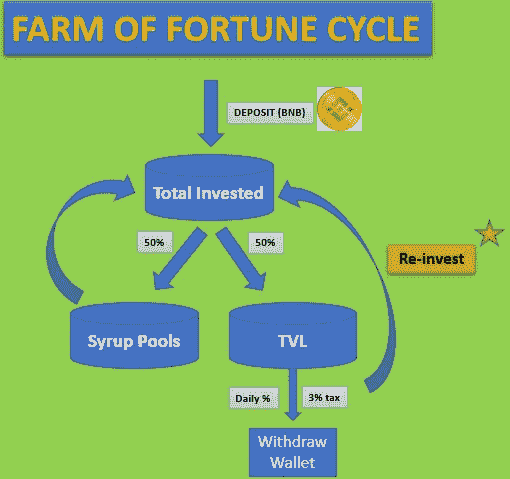 FARM OF FORTUNE CYCLE
DEPOSIT (BNB)
Total Invested
50%
50%
Re-invest
Syrup Pools
TVL
Daily %
3% tax
Withdraw
Wallet